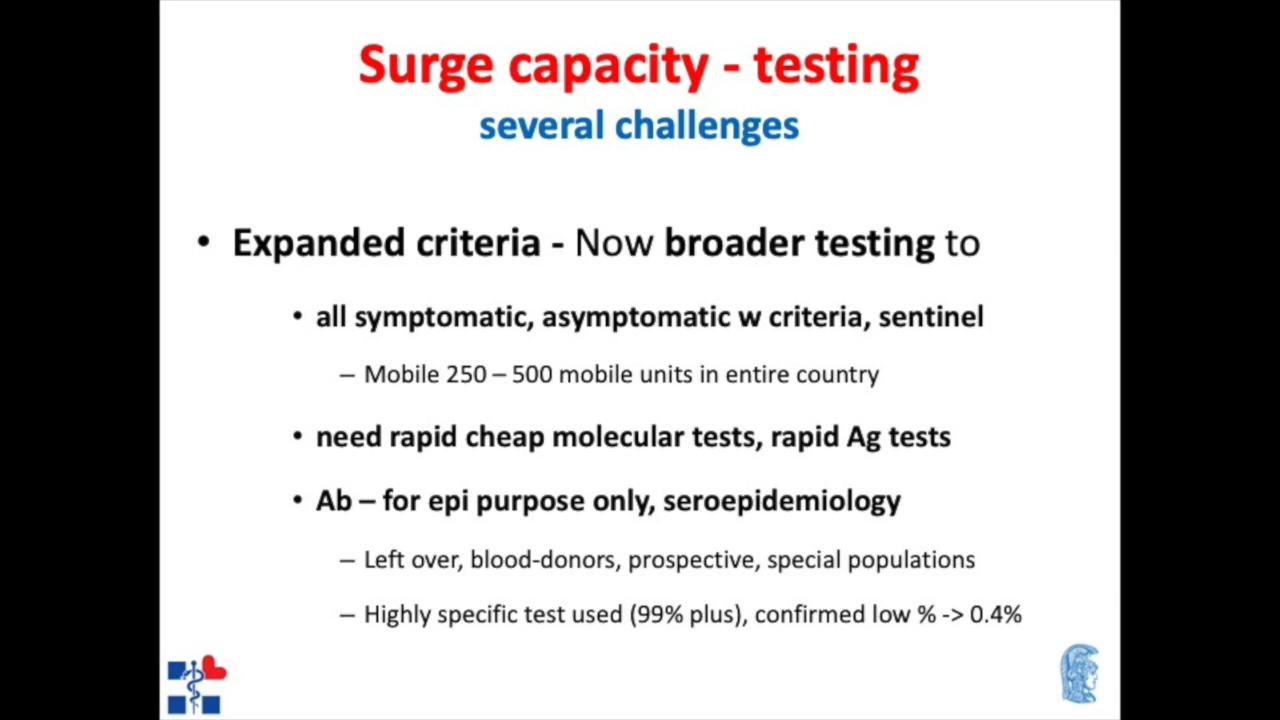 Surge capacity - testing
several challenges
• Expanded criteria - Now broader testing to
• all symptomatic, asymptomatic w criteria, sentinel
– Mobile 250 – 500 mobile units in entire country
• need rapid cheap molecular tests, rapid Ag tests
• Ab – for epi purpose only, seroepidemiology
– Left over, blood-donors, prospective, special populations
– Highly specific test used (99% plus), confirmed low % -> 0.4%